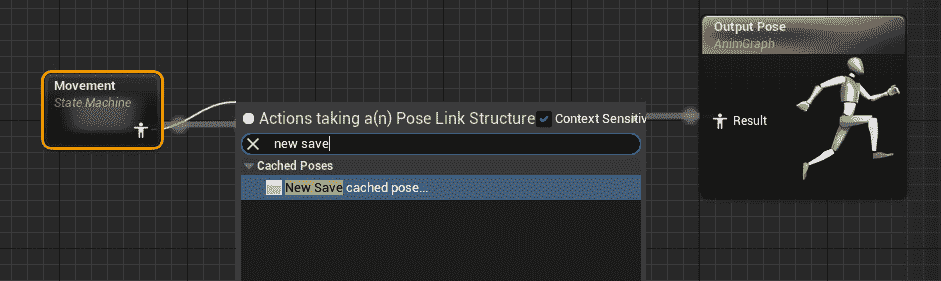 Movement
State Machine
Actions taking a(n) Pose Link Structure
Context Sensitiv
new save
Cached Poses
New Save cached pose...
Output Pose
AnimGraph
Result